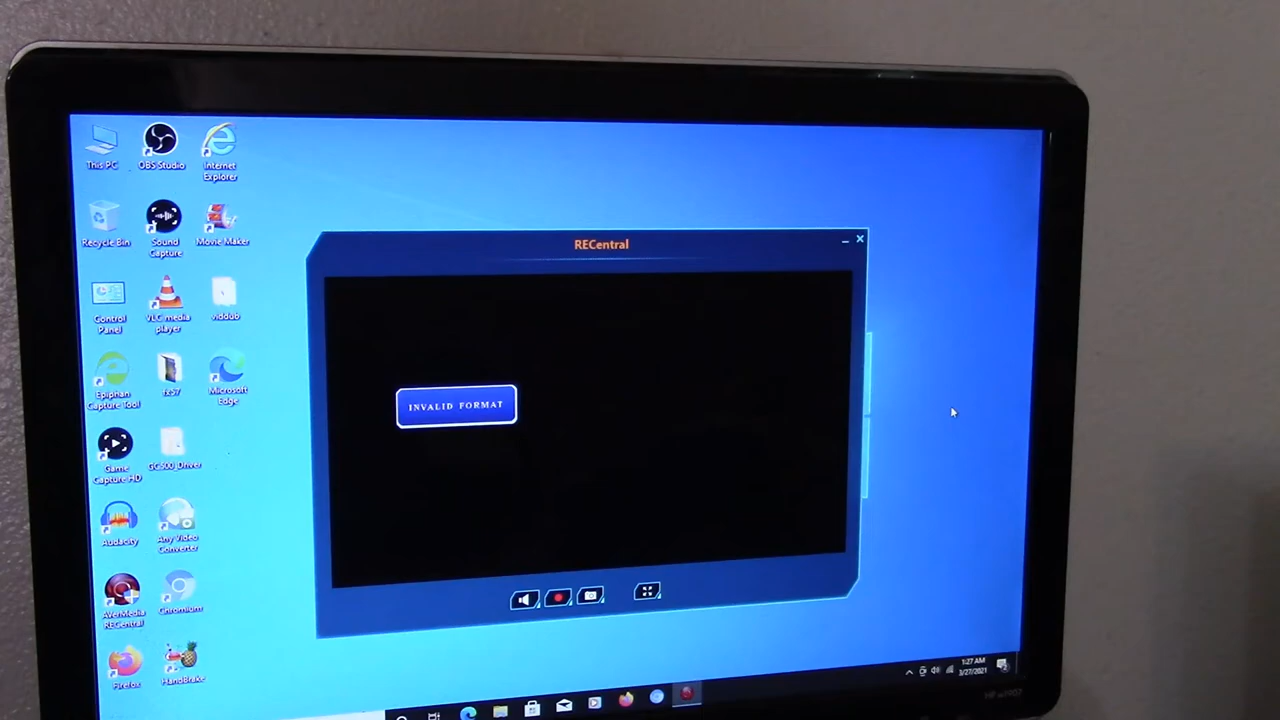 This PC
OBS Studio
Internet
Explorer
Recycle Bin
Sound
Capture
Movie Maker
Control
Panel
VLC media
player
viddub
Epiphan
Capture Tool
fx57
Microsoft
Edge
Game
Capture HD
GC500_Driver
Audacity
Any Video
Converter
AVerMedia
RECentral
Chromium
Firefox
HandBrake
RECentral
INVALID FORMAT
1:27 AM
3/27/2021